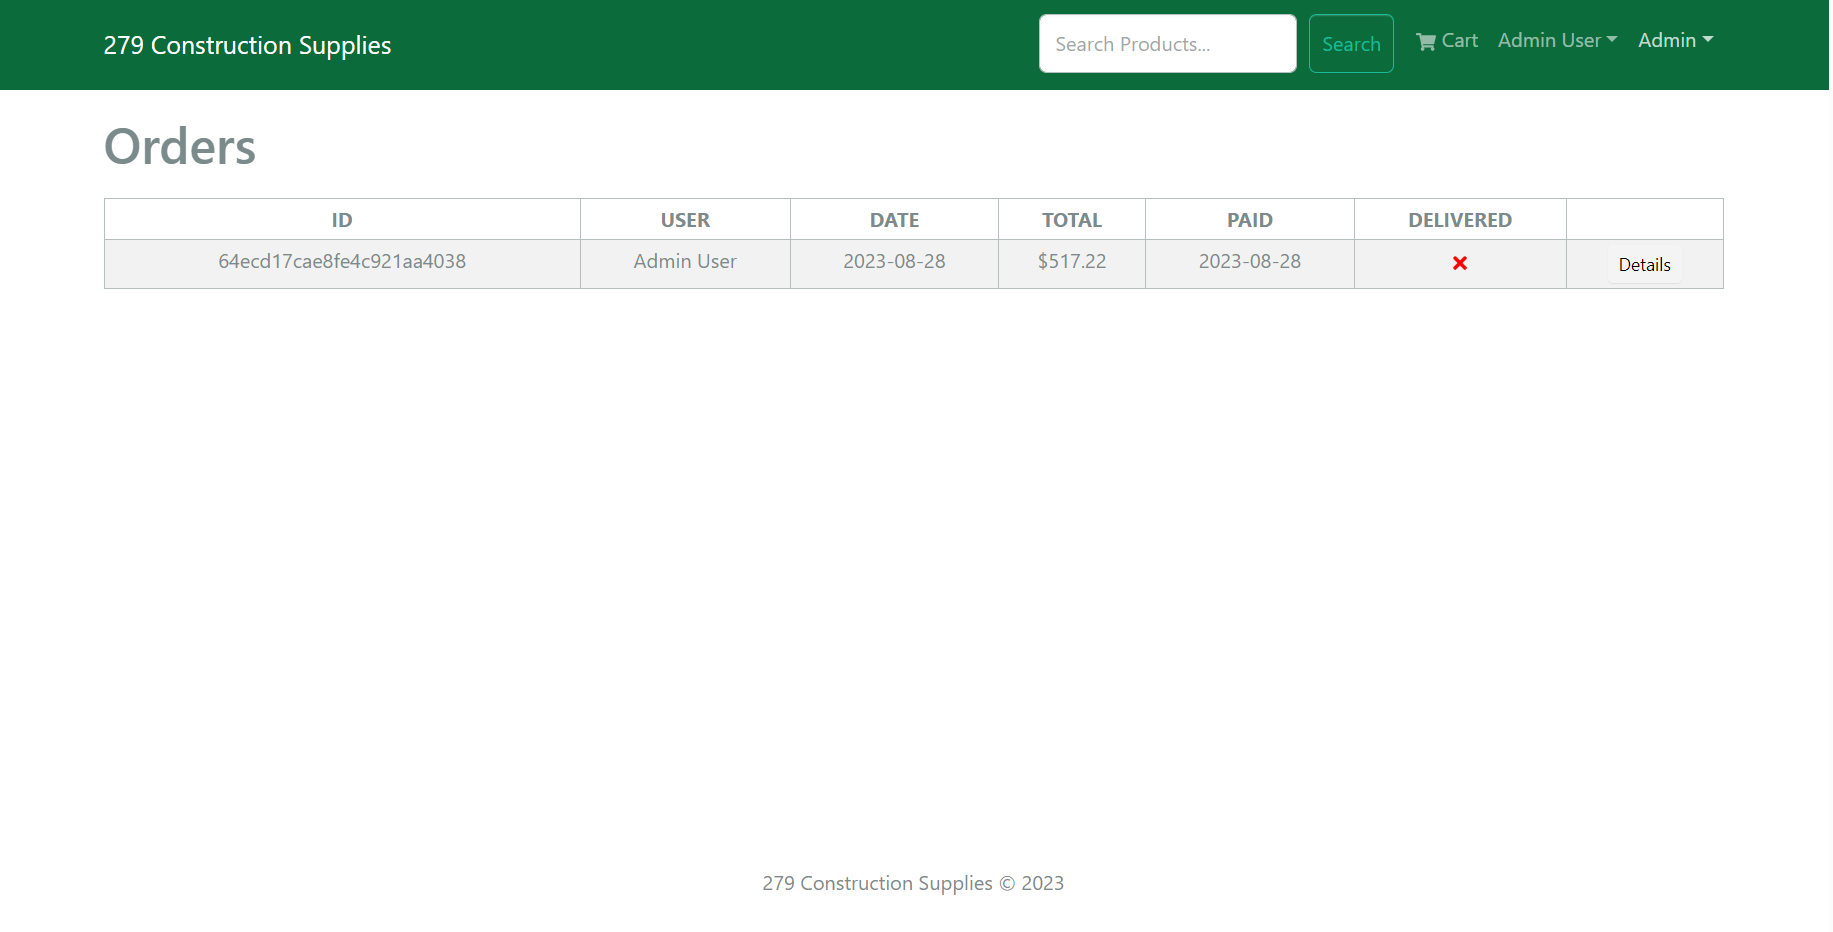 279 Construction Supplies
Search Products...
Search
Cart
Admin User
Admin
Orders
ID USER DATE TOTAL PAID DELIVERED
64ecd17cae8fe4c921aa4038 Admin User 2023-08-28 $517.22 2023-08-28 Details
279 Construction Supplies © 2023